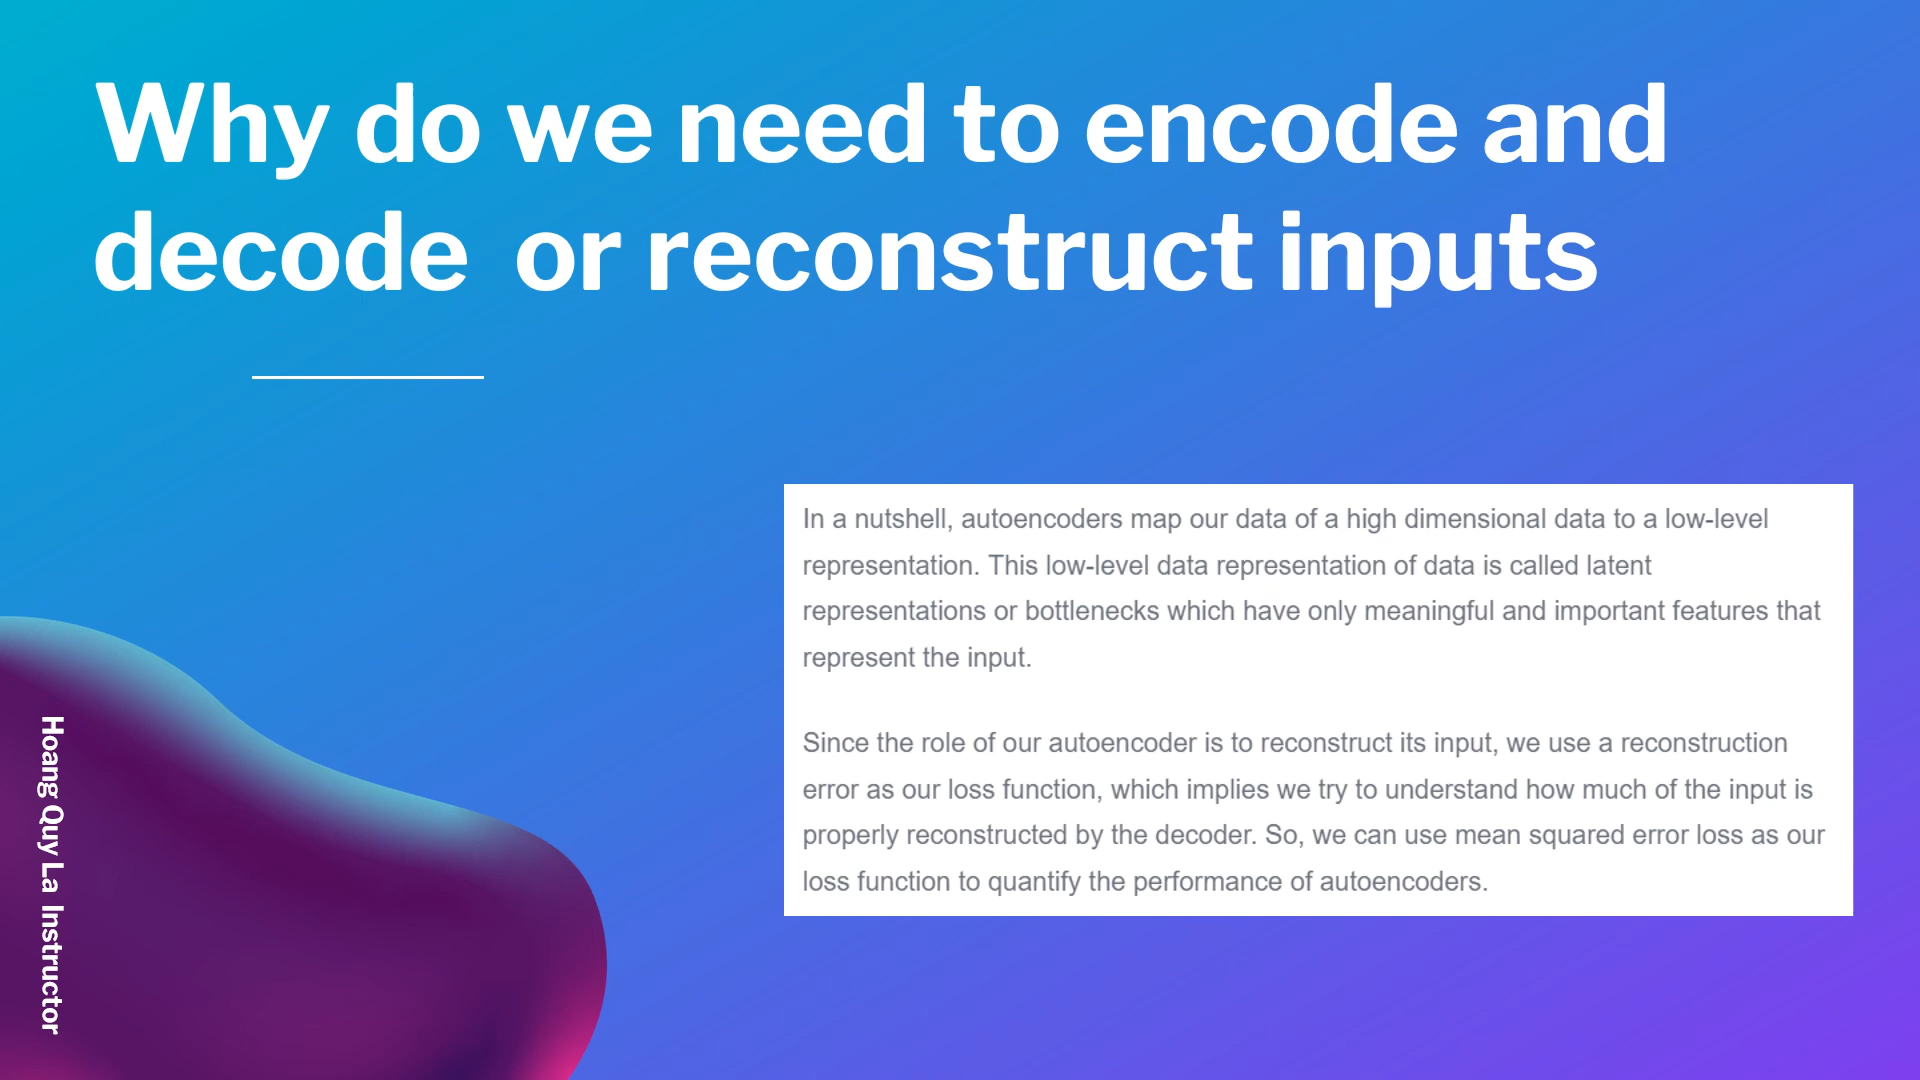 Why do we need to encode and
decode  or reconstruct inputs
In a nutshell, autoencoders map our data of a high dimensional data to a low-level
representation. This low-level data representation of data is called latent
representations or bottlenecks which have only meaningful and important features that
represent the input.
Since the role of our autoencoder is to reconstruct its input, we use a reconstruction
error as our loss function, which implies we try to understand how much of the input is
properly reconstructed by the decoder. So, we can use mean squared error loss as our
loss function to quantify the performance of autoencoders.
Hoang Quy La  Instructor